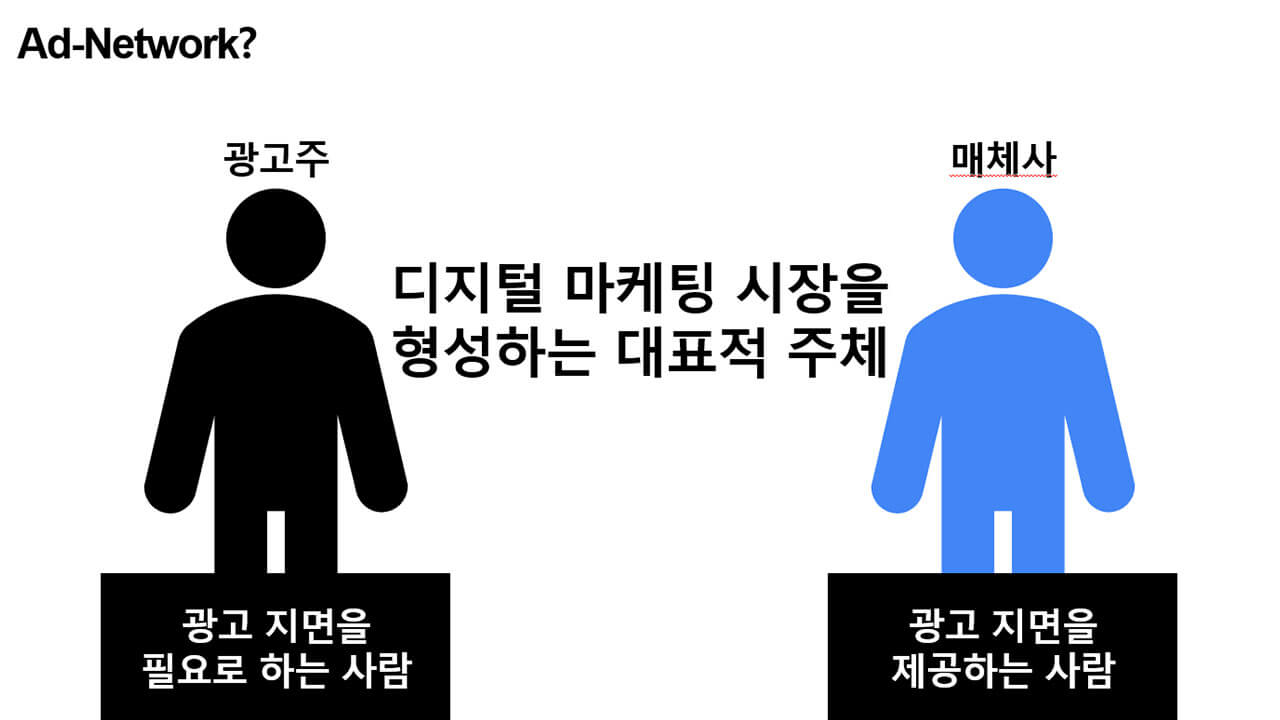 Ad-Network?
광고주
매체사
디지털 마케팅 시장을
형성하는 대표적 주체
광고 지면을
필요로 하는 사람
광고 지면을
제공하는 사람